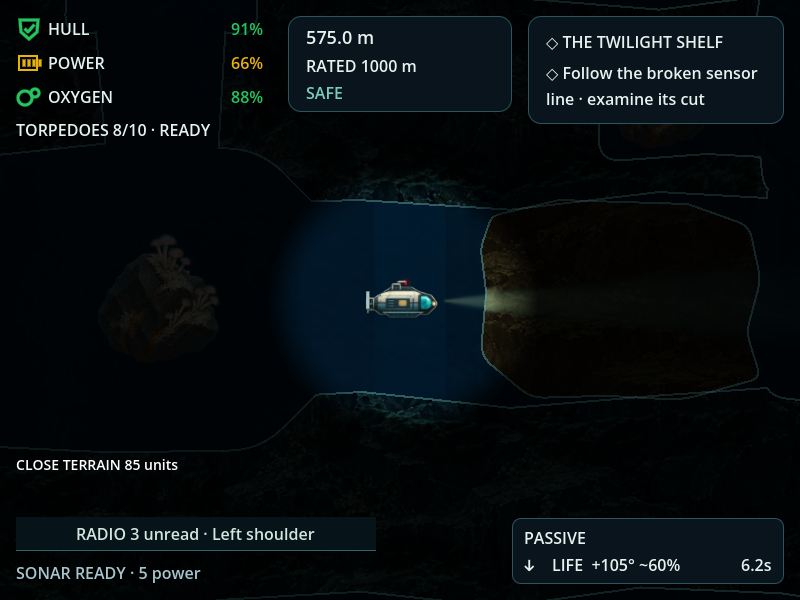 HULL 91%
POWER 66%
OXYGEN 88%
TORPEDOES 8/10 · READY
575.0 m
RATED 1000 m
SAFE
◇ THE TWILIGHT SHELF
◇ Follow the broken sensor
line · examine its cut
CLOSE TERRAIN 85 units
RADIO 3 unread · Left shoulder
SONAR READY · 5 power
PASSIVE
↓ LIFE +105° ~60% 6.2s